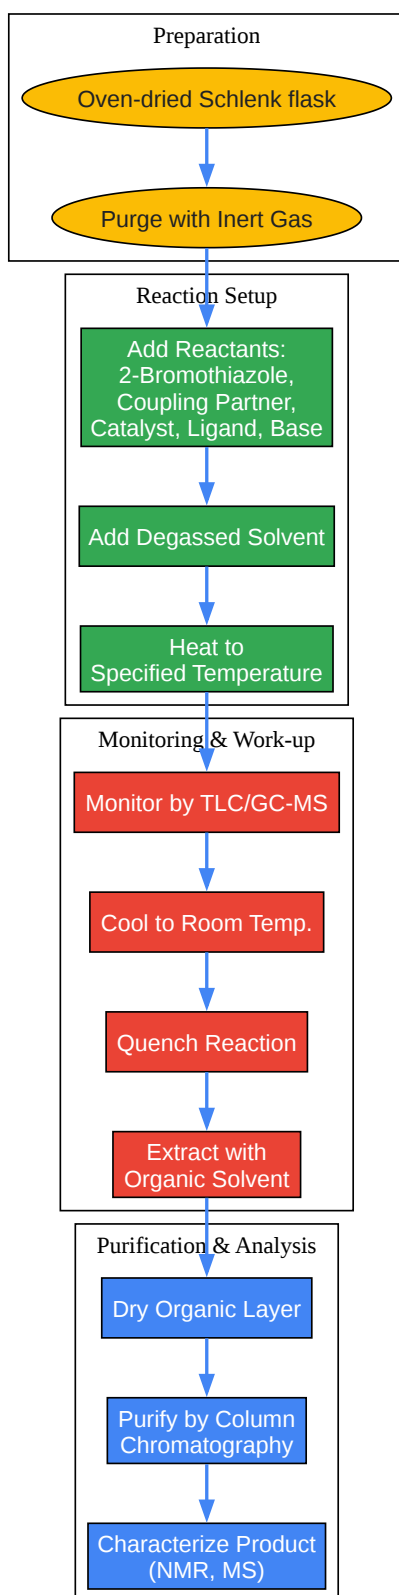 Preparation
Oven-dried Schlenk flask
Purge with Inert Gas
Reaction Setup
Add Reactants:
2-Bromothiazole,
Coupling Partner,
Catalyst, Ligand, Base
Add Degassed Solvent
Heat to
Specified Temperature
Monitoring & Work-up
Monitor by TLC/GC-MS
Cool to Room Temp.
Quench Reaction
Extract with
Organic Solvent
Purification & Analysis
Dry Organic Layer
Purify by Column
Chromatography
Characterize Product
(NMR, MS)